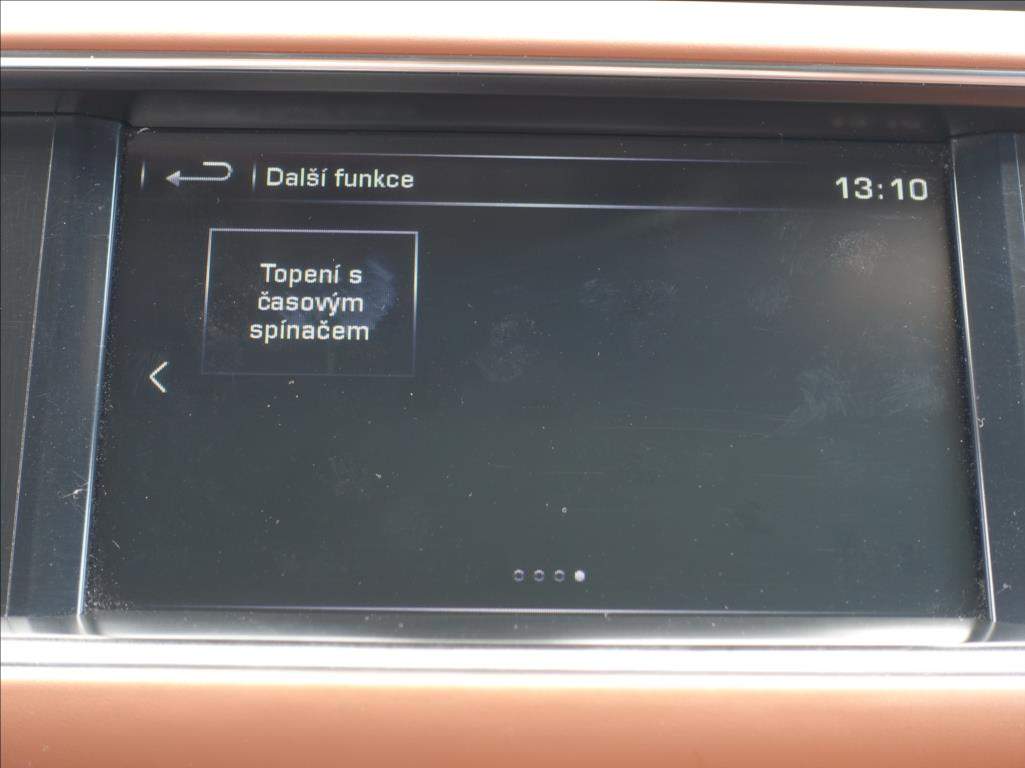 Další funkce
13:10
Topení s
časovým
spínačem